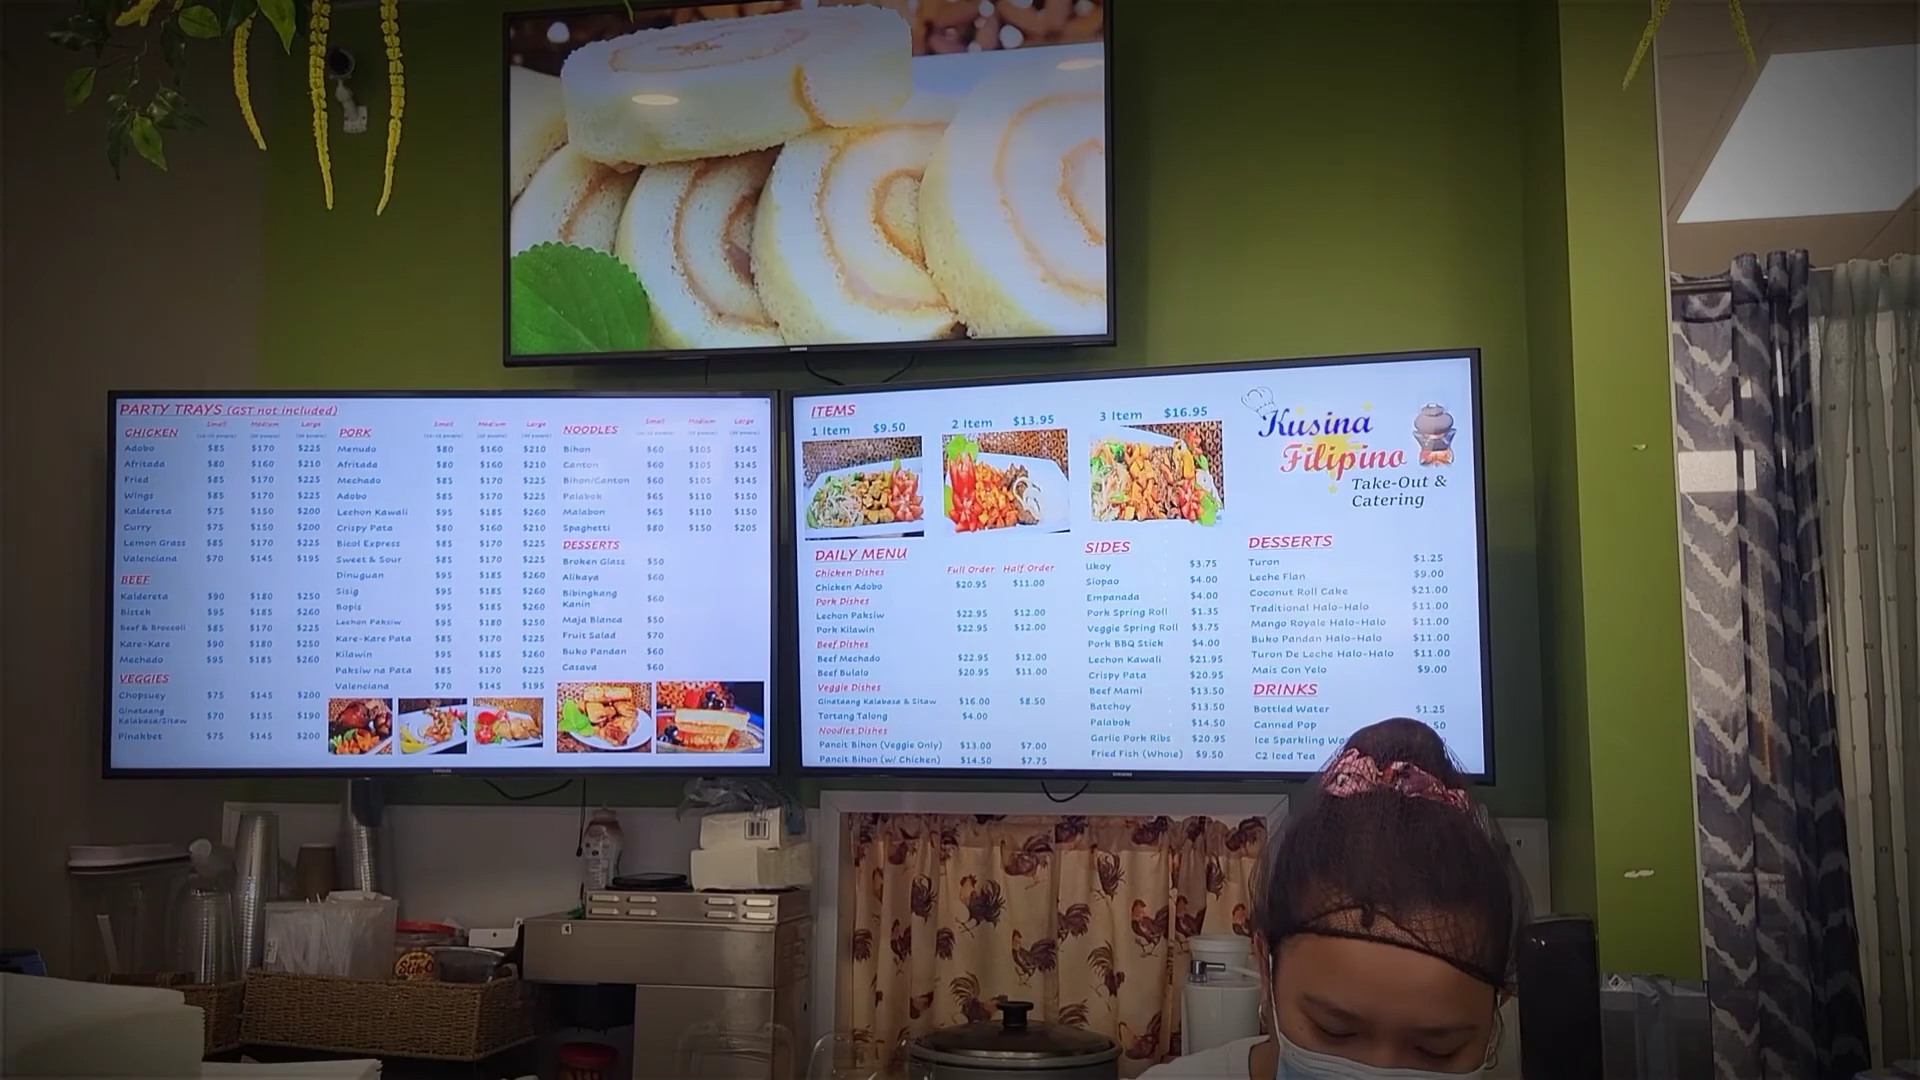 PARTY TRAYS (GST not included)
CHICKEN Small Medium Large
Adobo $85 $170 $225
Afritada $80 $160 $210
Fried $85 $170 $225
Wings $85 $170 $225
Kaldereta $75 $150 $200
Curry $75 $150 $200
Lemon Grass $85 $170 $225
Valenciana $70 $145 $195
BEEF
Kaldereta $90 $180 $250
Bistek $95 $185 $260
Beef & Broccoli $85 $170 $225
Kare-Kare $90 $180 $250
Mechado $95 $185 $260
VEGGIES
Chopsuey $75 $145 $200
Ginataang
Kalabasa/Sitaw $70 $135 $190
Pinakbet $75 $145 $200
PORK Small Medium Large
Menudo $80 $160 $210
Afritada $80 $160 $210
Mechado $85 $170 $225
Adobo $85 $170 $225
Lechon Kawali $95 $185 $260
Crispy Pata $80 $160 $210
Bicol Express $85 $170 $225
Sweet & Sour $85 $170 $225
Dinuguan $95 $185 $260
Sisig $95 $185 $260
Bopis $95 $185 $260
Lechon Paksiw $95 $180 $250
Kare-Kare Pata $85 $170 $225
Kilawin $95 $185 $260
Paksiw na Pata $85 $170 $225
Valenciana $70 $145 $195
NOODLES Small Medium Large
Bihon $60 $105 $145
Canton $60 $105 $145
Bihon/Canton $60 $105 $145
Palabok $65 $110 $150
Malabon $65 $110 $150
Spaghetti $80 $150 $205
DESSERTS
Broken Glass $50
Alikaya $60
Bibingkang
Kanin $60
Maja Blanca $50
Fruit Salad $70
Buko Pandan $60
Casava $60
ITEMS
1 Item $9.50
2 Item $13.95
3 Item $16.95
Kusina
Filipino
Take-Out &
Catering
DAILY MENU
Chicken Dishes Full Order Half Order
Chicken Adobo $20.95 $11.00
Pork Dishes
Lechon Paksiw $22.95 $12.00
Pork Kilawin $22.95 $12.00
Beef Dishes
Beef Mechado $22.95 $12.00
Beef Bulalo $20.95 $11.00
Veggie Dishes
Ginataang Kalabasa & Sitaw $16.00 $8.50
Tortang Talong $4.00
Noodles Dishes
Pancit Bihon (Veggie Only) $13.00 $7.00
Pancit Bihon (w/ Chicken) $14.50 $7.75
SIDES
Ukoy $3.75
Siopao $4.00
Empanada $4.00
Pork Spring Roll $1.35
Veggie Spring Roll $3.75
Pork BBQ Stick $4.00
Lechon Kawali $21.95
Crispy Pata $20.95
Beef Mami $13.50
Batchoy $13.50
Palabok $14.50
Garlic Pork Ribs $20.95
Fried Fish (Whole) $9.50
DESSERTS
Turon $1.25
Leche Flan $9.00
Coconut Roll Cake $21.00
Traditional Halo-Halo $11.00
Mango Royale Halo-Halo $11.00
Buko Pandan Halo-Halo $11.00
Turon De Leche Halo-Halo $11.00
Mais Con Yelo $9.00
DRINKS
Bottled Water $1.25
Canned Pop .50
Ice Sparkling Wa
C2 Iced Tea